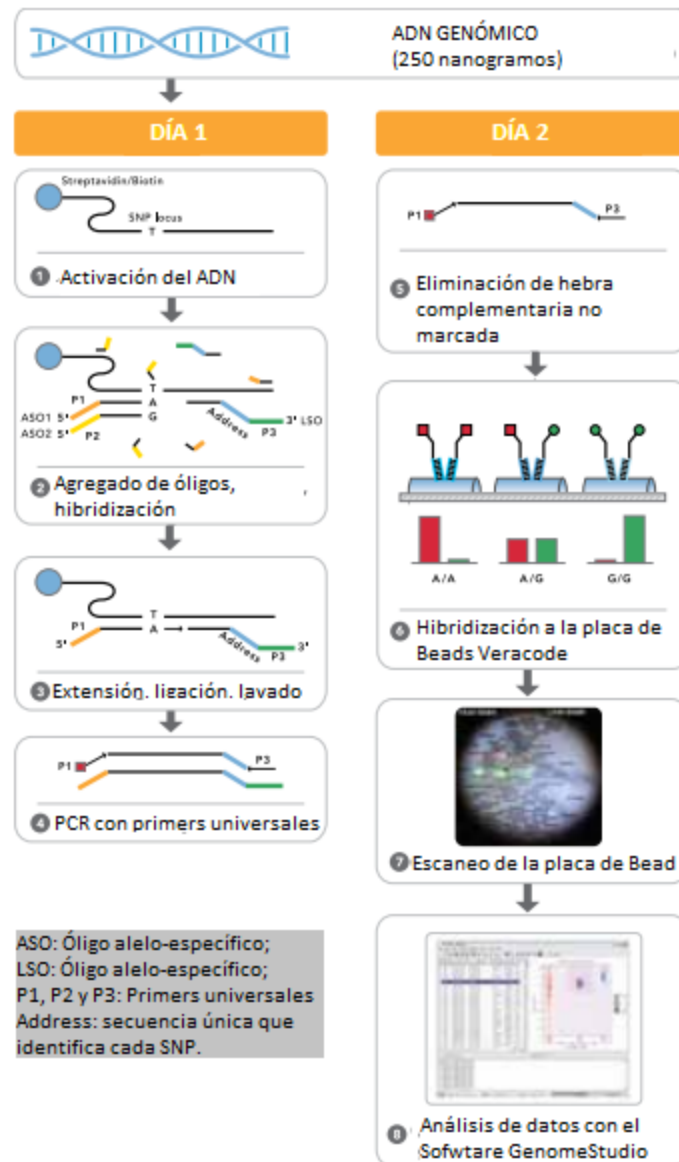 ADN GENÓMICO
(250 nanogramos)
DÍA 1
Streptavidin/Biotin
SNP locus
T
1 Activación del ADN
T
P1 A
ASO1 5'
G
ASO2 5' P2
Address
P3
3' LSO
2 Agregado de óligos,
hibridización
T
P1
A
5'
Address
P3
3'
3 Extensión. ligación. lavado
P1
P3
4 PCR con primers universales
ASO: Óligo alelo-específico;
LSO: Óligo alelo-específico;
P1, P2 y P3: Primers universales
Address: secuencia única que
identifica cada SNP.
DÍA 2
P1
P3
5 Eliminación de hebra
complementaria no
marcada
A/A A/G G/G
6 Hibridización a la placa de
Beads Veracode
7 Escaneo de la placa de Bead
8 Análisis de datos con el
Sofwtare GenomeStudio